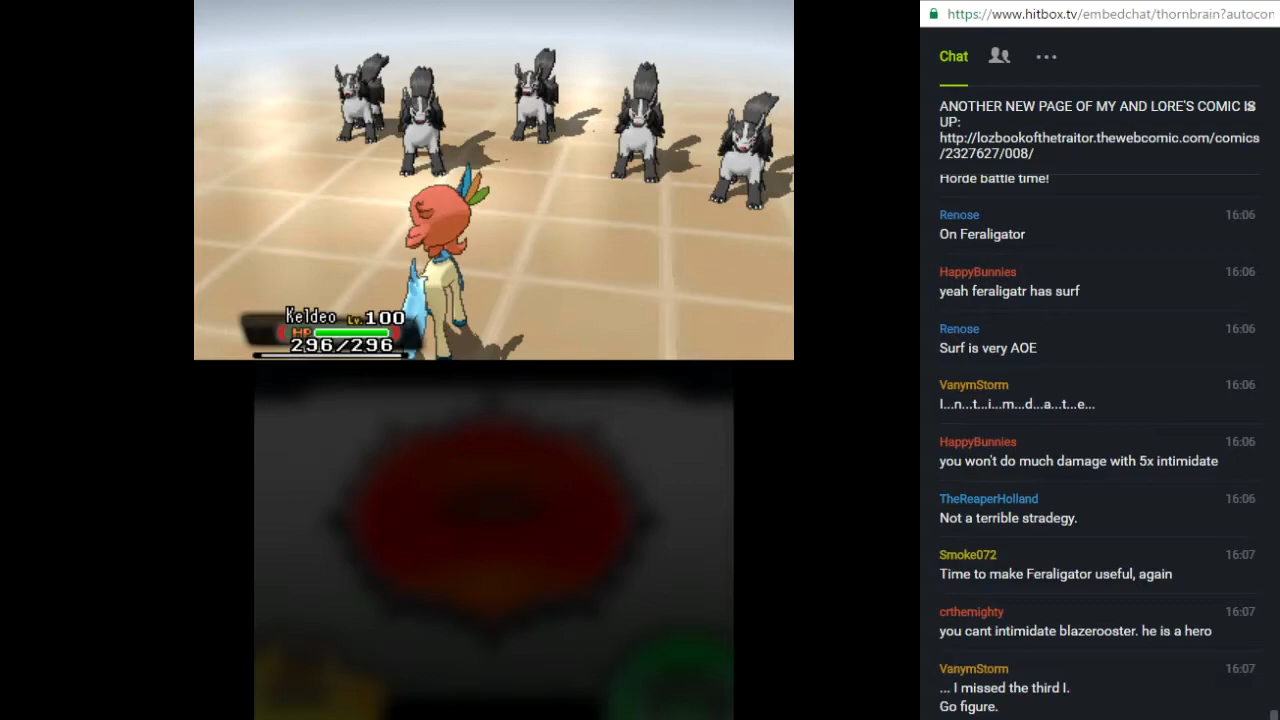 Keldeo Lv.100
HP
296/296
https://www.hitbox.tv/embedchat/thornbrain?autocon
Chat
ANOTHER NEW PAGE OF MY AND LORE'S COMIC IS
UP:
http://lozbookofthetraitor.thewebcomic.com/comics
/2327627/008/
Horde battle time!
Renose 16:06
On Feraligator
HappyBunnies 16:06
yeah feraligatr has surf
Renose 16:06
Surf is very AOE
VanymStorm 16:06
I...n...t...i...m...d...a...t...e...
HappyBunnies 16:06
you won't do much damage with 5x intimidate
TheReaperHolland 16:06
Not a terrible stradegy.
Smoke072 16:07
Time to make Feraligator useful, again
crthemighty 16:07
you cant intimidate blazerooster. he is a hero
VanymStorm 16:07
... I missed the third I.
Go figure.